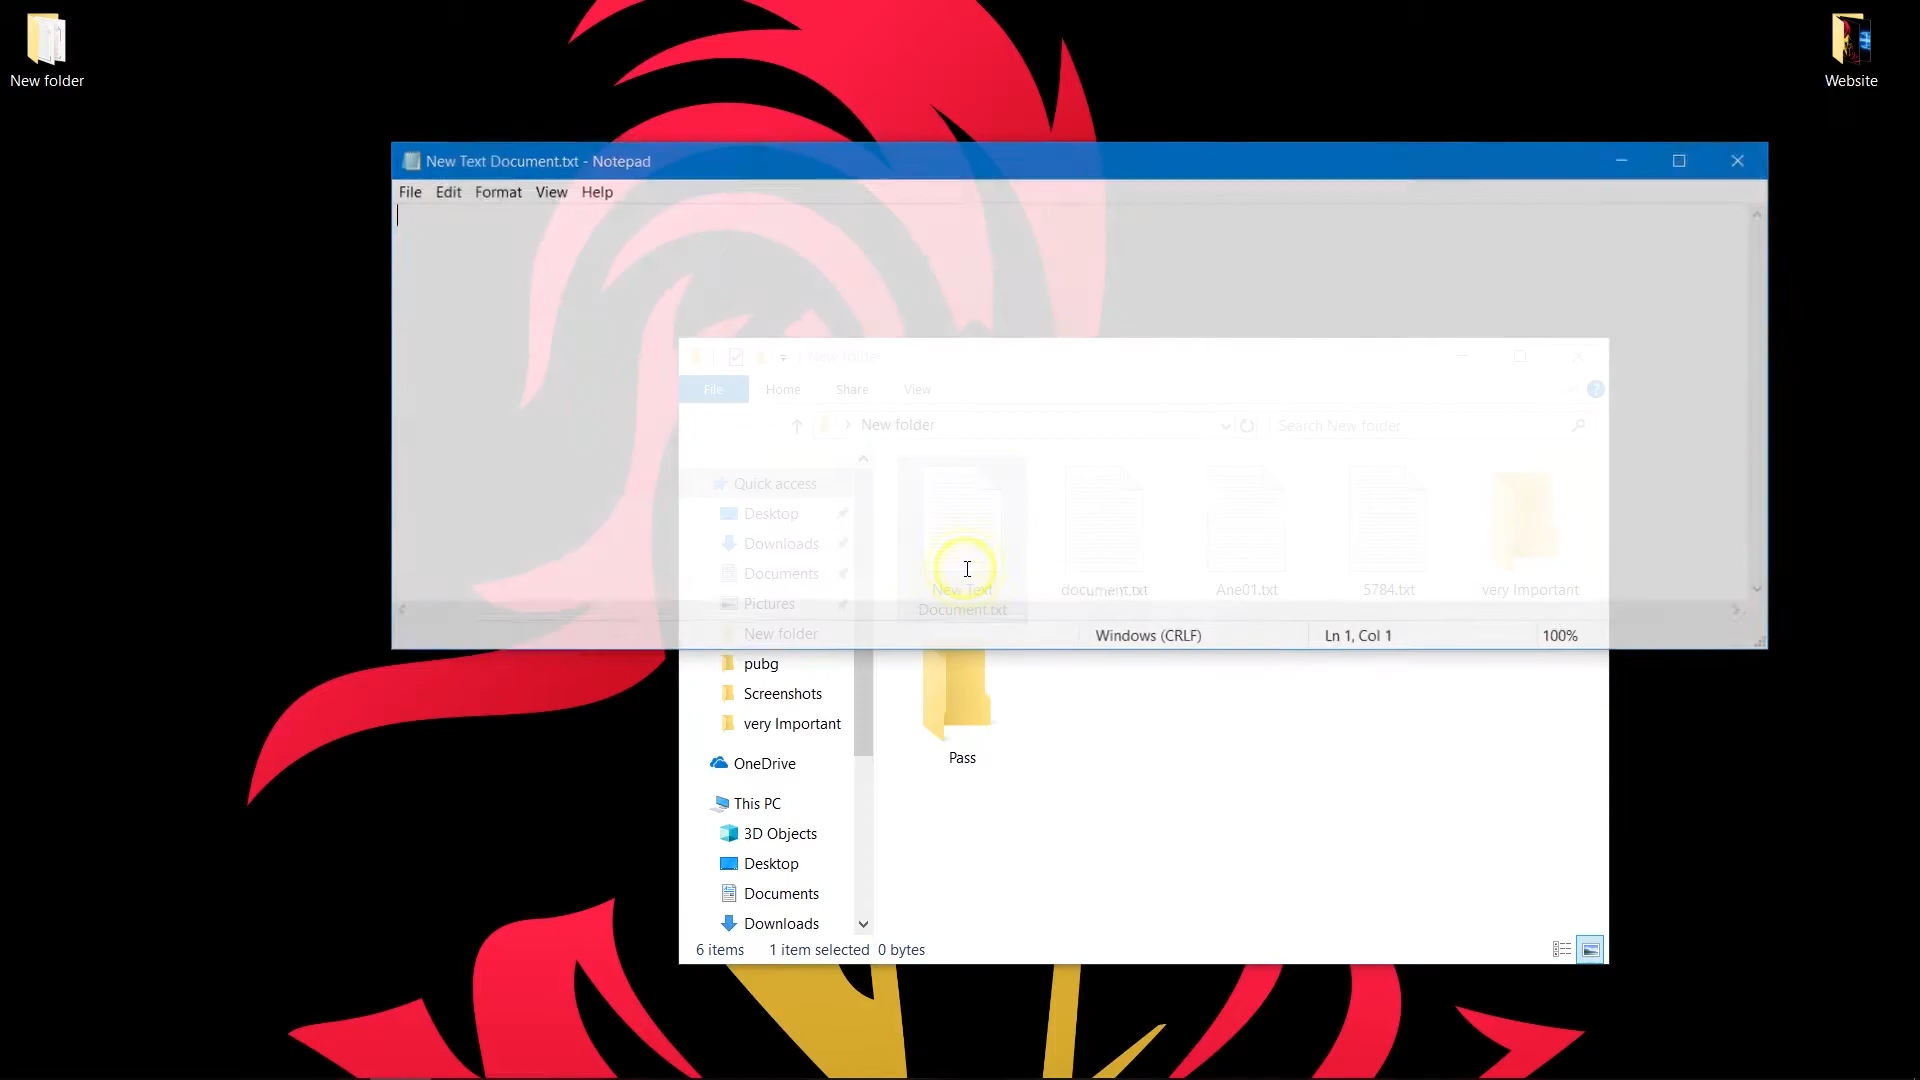 New folder
Website
New Text Document.txt - Notepad
File Edit Format View Help
New folder
File Home Share View
New folder
Search New folder
Quick access
Desktop
Downloads
Documents
Pictures
New folder
pubg
Screenshots
very Important
OneDrive
This PC
3D Objects
Desktop
Documents
Downloads
New Text
Document.txt
document.txt
Ane01.txt
5784.txt
very Important
Pass
Windows (CRLF)
Ln 1, Col 1
100%
6 items 1 item selected 0 bytes